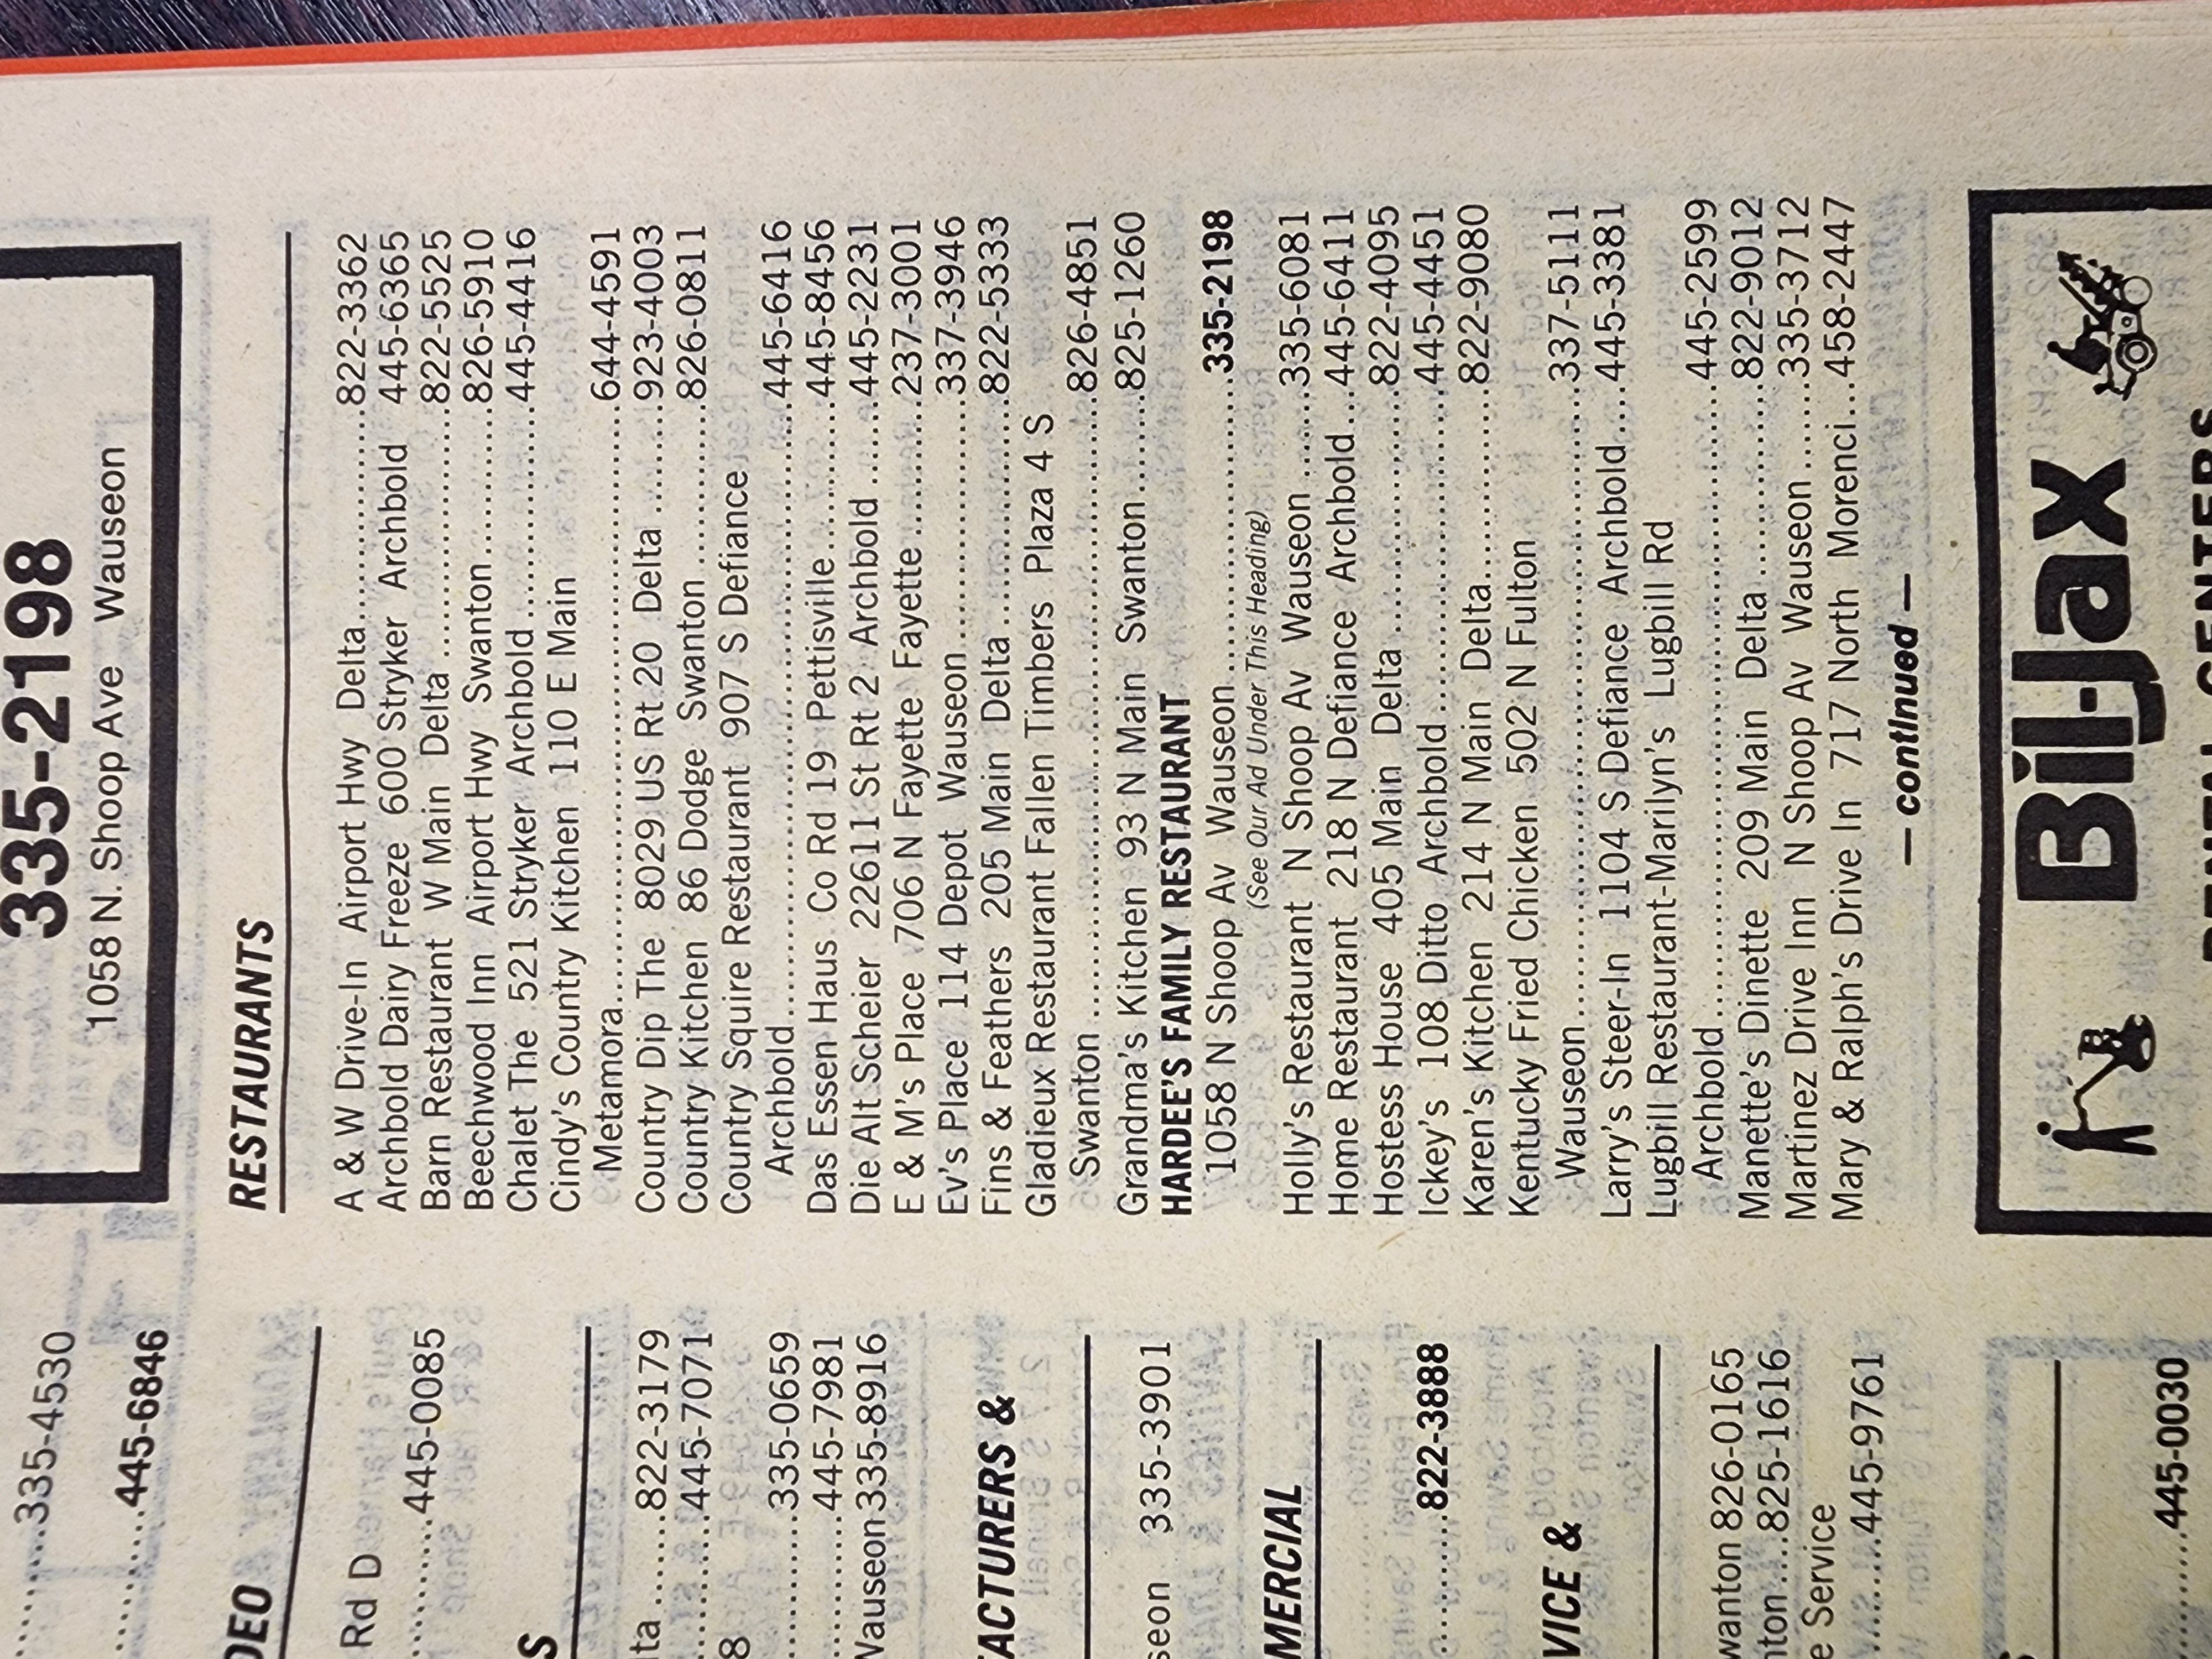 335-4530
445-6846
DEO
Rd D
445-0085
S
ta ......822-3179
445-7071
8
335-0659
445-7981
Wauseon 335-8916
ACTURERS &
seon 335-3901
MERCIAL
822-3888
VICE &
wanton 826-0165
nton....825-1616
e Service
445-9761
445-0030
335-2198
1058 N. Shoop Ave Wauseon
RESTAURANTS
A & W Drive-In Airport Hwy Delta..............822-3362
Archbold Dairy Freeze 600 Stryker Archbold 445-6365
Barn Restaurant W Main Delta ................822-5525
Beechwood Inn Airport Hwy Swanton..........826-5910
Chalet The 521 Stryker Archbold..............445-4416
Cindy's Country Kitchen 110 E Main
Metamora........................................644-4591
Country Dip The 8029 US Rt 20 Delta .......923-4003
Country Kitchen 86 Dodge Swanton...........826-0811
Country Squire Restaurant 907 S Defiance
Archbold........................................445-6416
Das Essen Haus Co Rd 19 Pettisville..........445-8456
Die Alt Scheier 22611 St Rt 2 Archbold ......445-2231
E & M's Place 706 N Fayette Fayette.........237-3001
Ev's Place 114 Depot Wauseon................337-3946
Fins & Feathers 205 Main Delta...............822-5333
Gladieux Restaurant Fallen Timbers Plaza 4 S
Swanton ........................................826-4851
Grandma's Kitchen 93 N Main Swanton.......825-1260
HARDEE'S FAMILY RESTAURANT
1058 N Shoop Av Wauseon....................335-2198
(See Our Ad Under This Heading)
Holly's Restaurant N Shoop Av Wauseon ......335-6081
Home Restaurant 218 N Defiance Archbold...445-6411
Hostess House 405 Main Delta ...............822-4095
Ickey's 108 Ditto Archbold....................445-4451
Karen's Kitchen 214 N Main Delta............822-9080
Kentucky Fried Chicken 502 N Fulton
Wauseon........................................337-5111
Larry's Steer-In 1104 S Defiance Archbold....445-3381
Lugbill Restaurant-Marilyn's Lugbill Rd
Archbold........................................445-2599
Manette's Dinette 209 Main Delta ............822-9012
Martinez Drive Inn N Shoop Av Wauseon......335-3712
Mary & Ralph's Drive In 717 North Morenci...458-2447
— continued —
Bil-Jax
RENTAL CENTERS